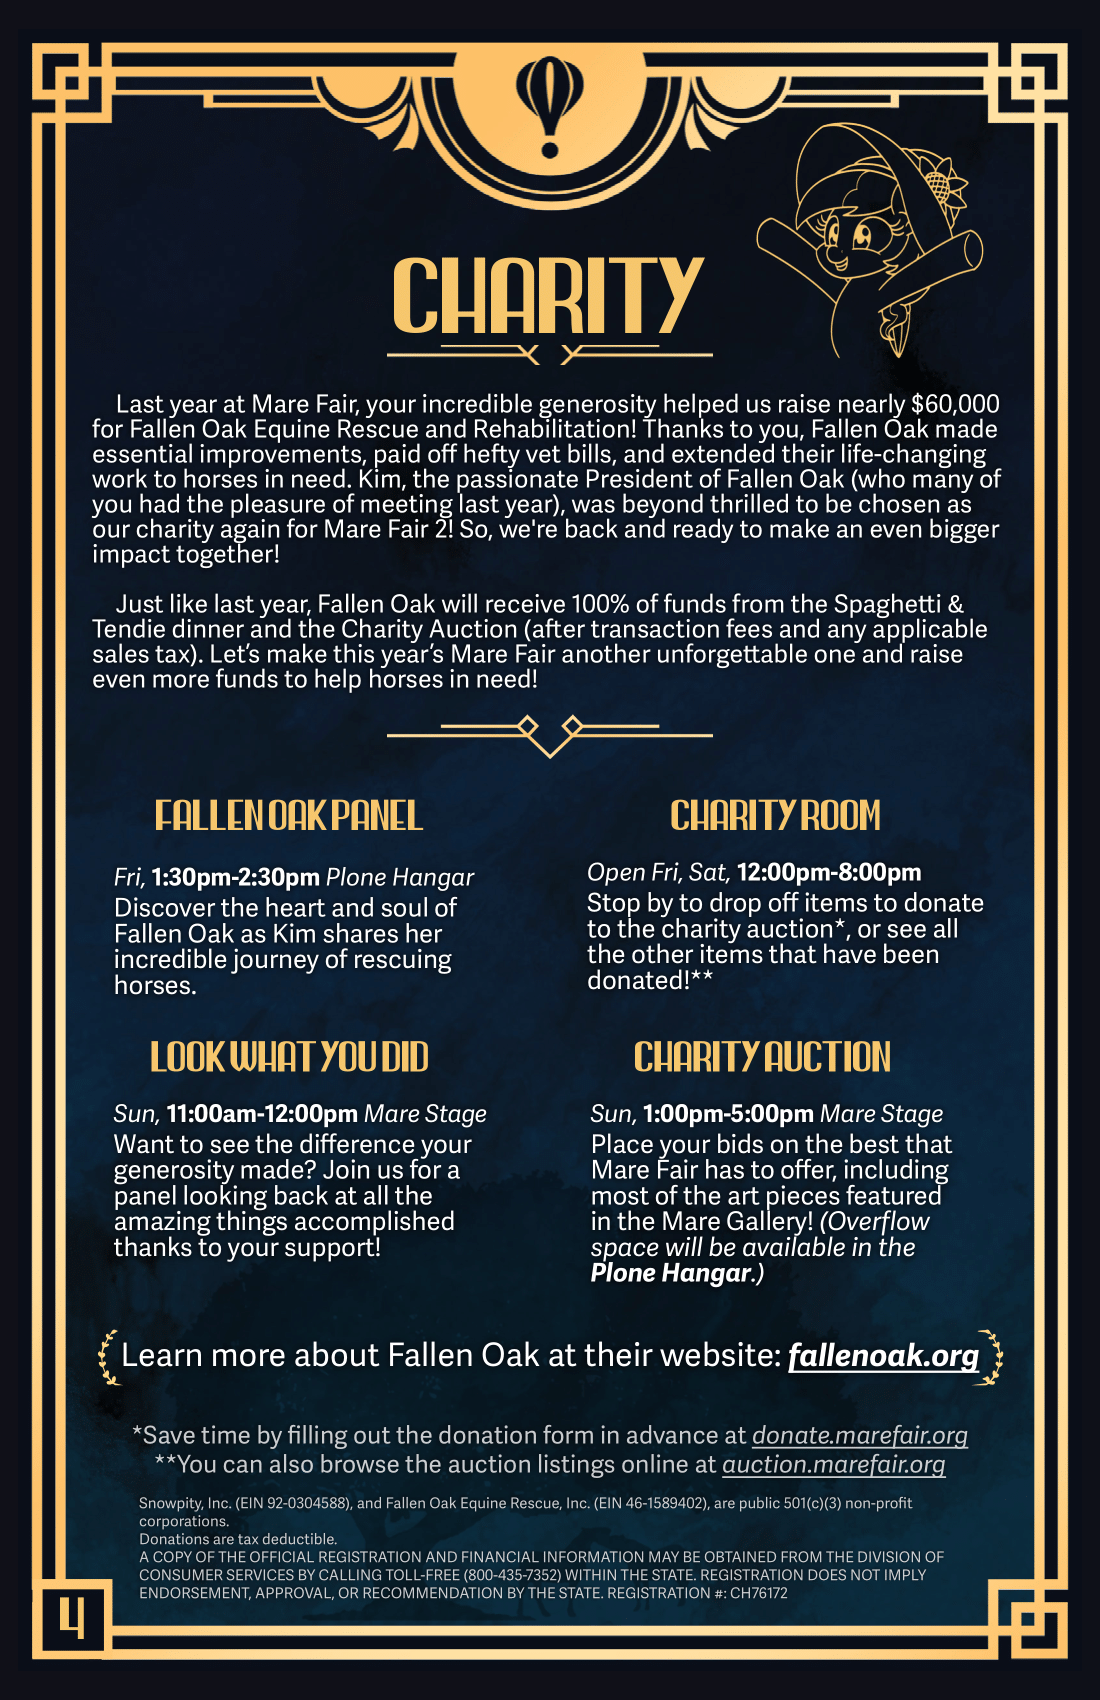 CHARITY
Last year at Mare Fair, your incredible generosity helped us raise nearly $60,000
for Fallen Oak Equine Rescue and Rehabilitation! Thanks to you, Fallen Oak made
essential improvements, paid off hefty vet bills, and extended their life-changing
work to horses in need. Kim, the passionate President of Fallen Oak (who many of
you had the pleasure of meeting last year), was beyond thrilled to be chosen as
our charity again for Mare Fair 2! So, we're back and ready to make an even bigger
impact together!
Just like last year, Fallen Oak will receive 100% of funds from the Spaghetti &
Tendie dinner and the Charity Auction (after transaction fees and any applicable
sales tax). Let’s make this year’s Mare Fair another unforgettable one and raise
even more funds to help horses in need!
FALLEN OAK PANEL
Fri, 1:30pm-2:30pm Plone Hangar
Discover the heart and soul of
Fallen Oak as Kim shares her
incredible journey of rescuing
horses.
CHARITY ROOM
Open Fri, Sat, 12:00pm-8:00pm
Stop by to drop off items to donate
to the charity auction*, or see all
the other items that have been
donated!**
LOOK WHAT YOU DID
Sun, 11:00am-12:00pm Mare Stage
Want to see the difference your
generosity made? Join us for a
panel looking back at all the
amazing things accomplished
thanks to your support!
CHARITY AUCTION
Sun, 1:00pm-5:00pm Mare Stage
Place your bids on the best that
Mare Fair has to offer, including
most of the art pieces featured
in the Mare Gallery! (Overflow
space will be available in the
Plone Hangar.)
Learn more about Fallen Oak at their website: fallenoak.org
*Save time by filling out the donation form in advance at donate.marefair.org
**You can also browse the auction listings online at auction.marefair.org
Snowpity, Inc. (EIN 92-0304588), and Fallen Oak Equine Rescue, Inc. (EIN 46-1589402), are public 501(c)(3) non-profit
corporations.
Donations are tax deductible.
A COPY OF THE OFFICIAL REGISTRATION AND FINANCIAL INFORMATION MAY BE OBTAINED FROM THE DIVISION OF
CONSUMER SERVICES BY CALLING TOLL-FREE (800-435-7352) WITHIN THE STATE. REGISTRATION DOES NOT IMPLY
ENDORSEMENT, APPROVAL, OR RECOMMENDATION BY THE STATE. REGISTRATION #: CH76172
4